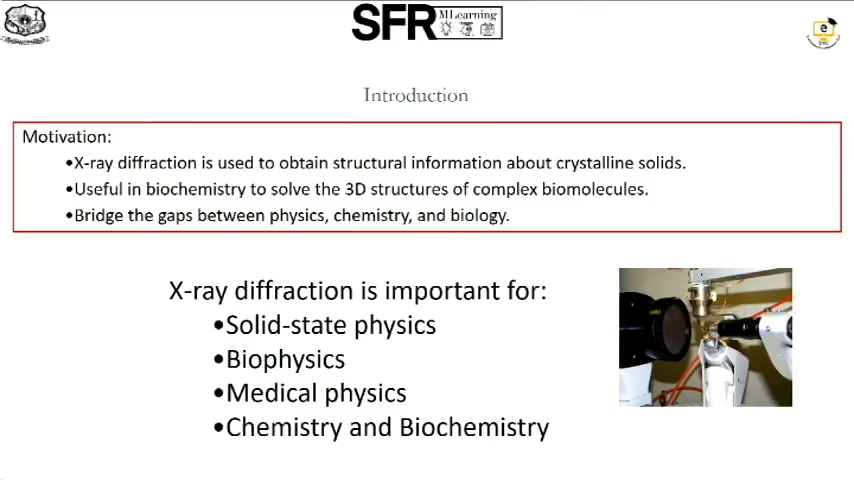 SFR
MLearning
e
Introduction
Motivation:
•X-ray diffraction is used to obtain structural information about crystalline solids.
•Useful in biochemistry to solve the 3D structures of complex biomolecules.
•Bridge the gaps between physics, chemistry, and biology.
X-ray diffraction is important for:
•Solid-state physics
•Biophysics
•Medical physics
•Chemistry and Biochemistry